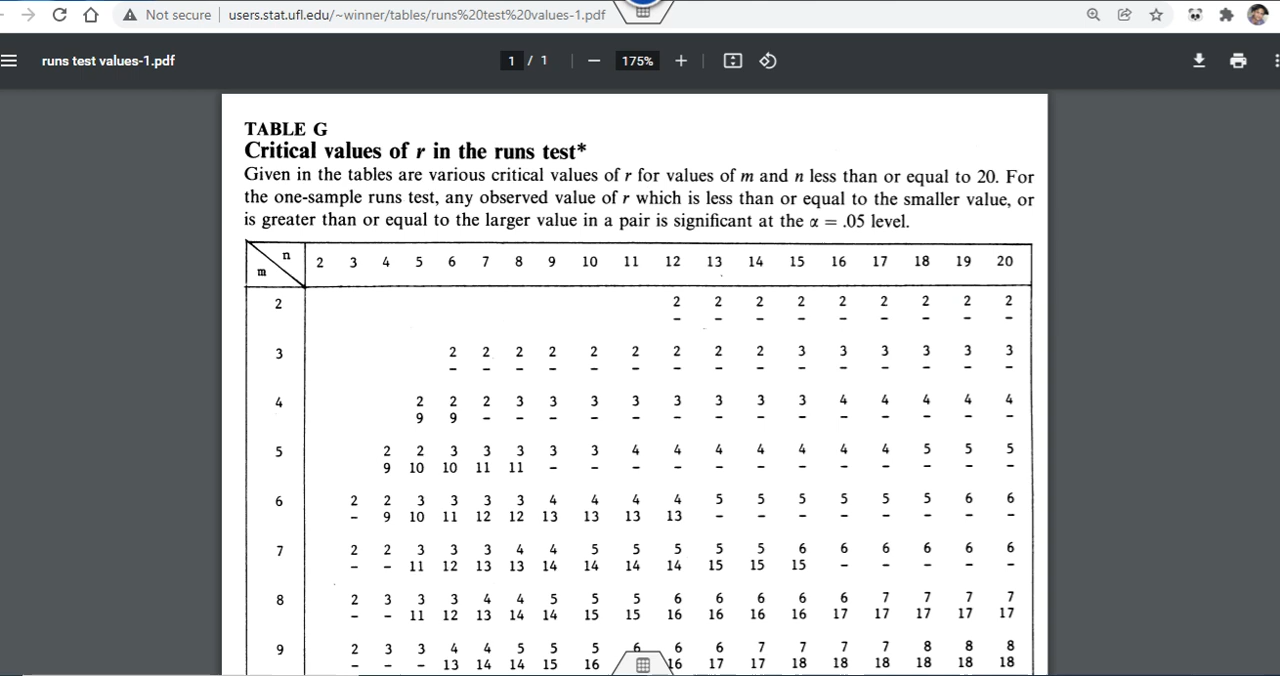 Not secure | users.stat.ufl.edu/~winner/tables/runs%20test%20values-1.pdf
runs test values-1.pdf 1 / 1 | − 175% + |
TABLE G
Critical values of r in the runs test*
Given in the tables are various critical values of r for values of m and n less than or equal to 20. For
the one-sample runs test, any observed value of r which is less than or equal to the smaller value, or
is greater than or equal to the larger value in a pair is significant at the α = .05 level.
n
m
2 3 4 5 6 7 8 9 10 11 12 13 14 15 16 17 18 19 20
2 2 2 2 2 2 2 2 2 2
- - - - - - - - -
3 2 2 2 2 2 2 2 2 2 3 3 3 3 3 3
- - - - - - - - - - - - - - -
4 2 2 2 3 3 3 3 3 3 3 3 4 4 4 4 4
9 9 - - - - - - - - - - - - - -
5 2 2 3 3 3 3 3 4 4 4 4 4 4 4 5 5 5
9 10 10 11 11 - - - - - - - - - - - -
6 2 2 3 3 3 3 4 4 4 4 5 5 5 5 5 5 6 6
- 9 10 11 12 12 13 13 13 13 - - - - - - - -
7 2 2 3 3 3 4 4 5 5 5 5 5 6 6 6 6 6 6
- - 11 12 13 13 14 14 14 14 15 15 15 - - - - -
8 2 3 3 3 4 4 5 5 5 6 6 6 6 6 7 7 7 7
- - 11 12 13 14 14 15 15 16 16 16 16 17 17 17 17 17
9 2 3 3 4 4 5 5 5 6 6 6 7 7 7 7 8 8 8
- - - 13 14 14 15 16 16 17 17 18 18 18 18 18 18